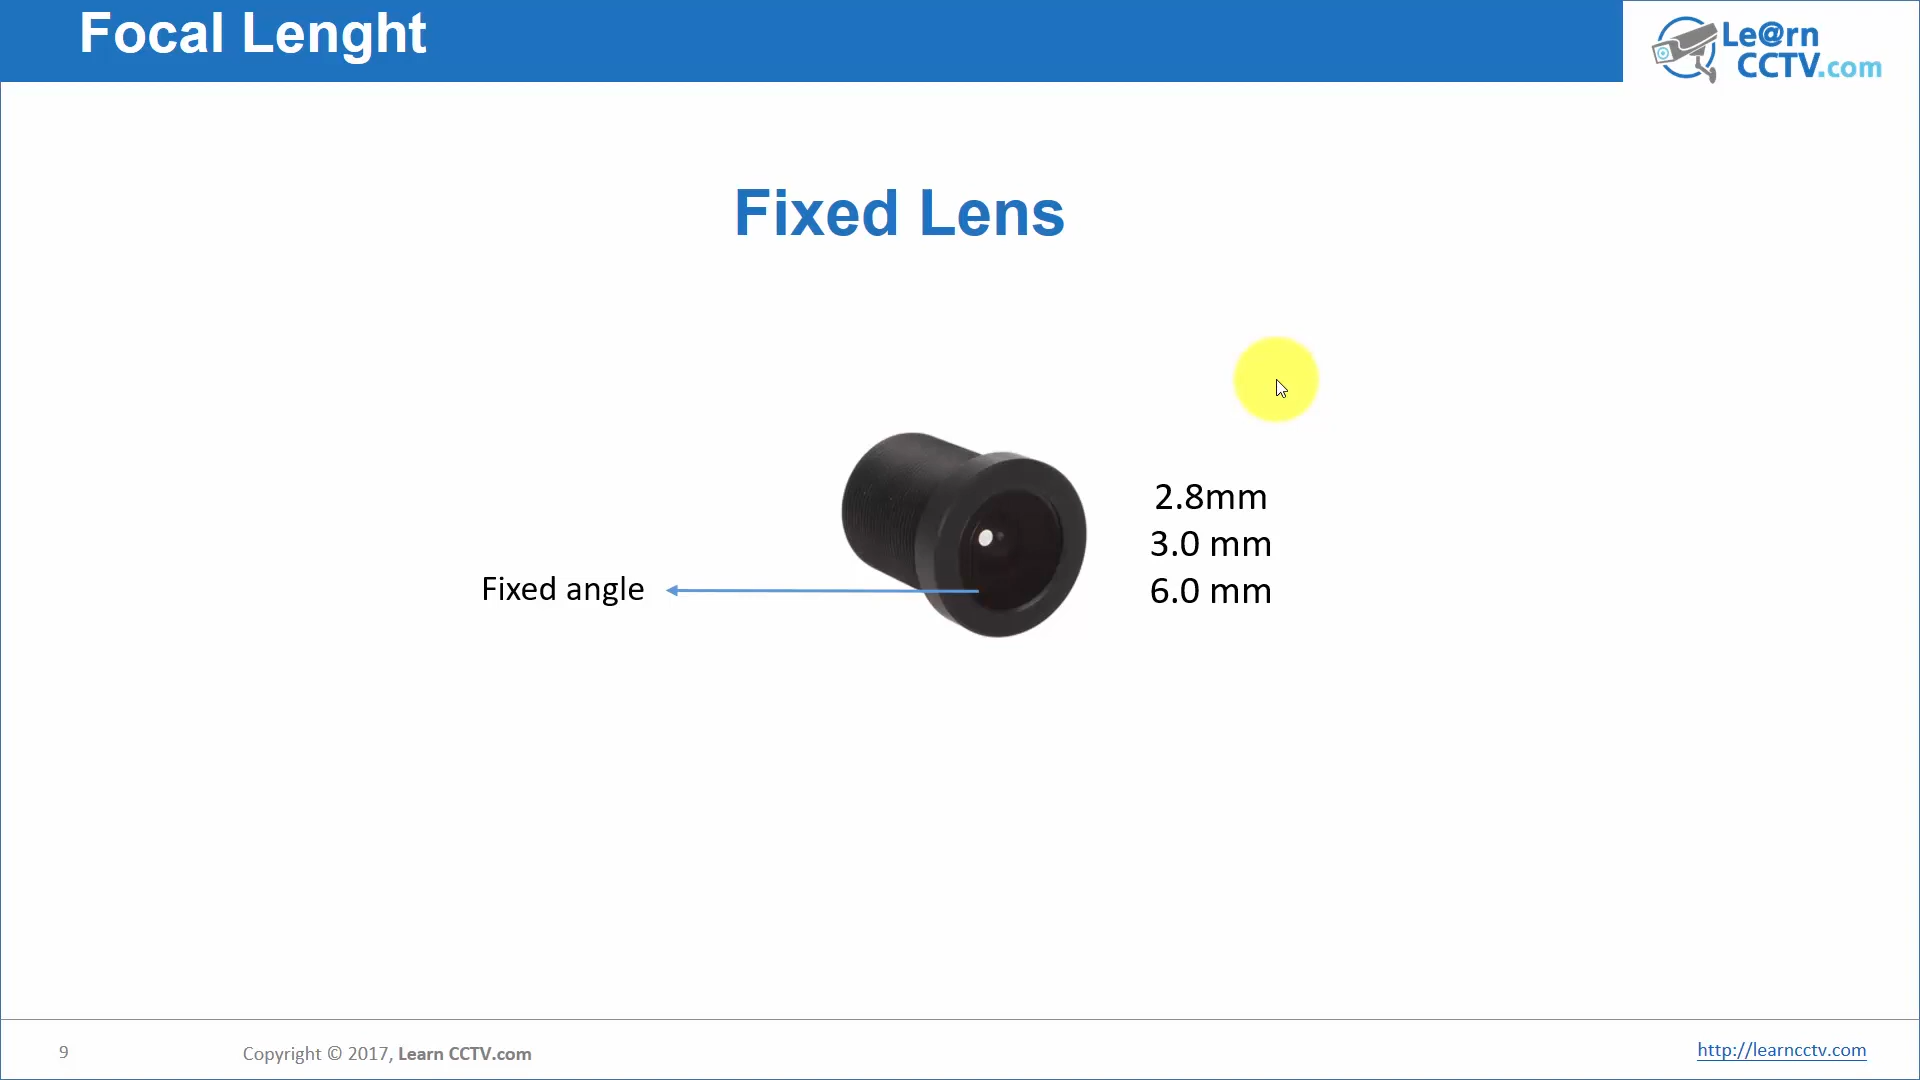 Focal Lenght
Le@rn
CCTV.com
Fixed Lens
2.8mm
3.0 mm
Fixed angle
6.0 mm
9
Copyright © 2017, Learn CCTV.com
http://learncctv.com